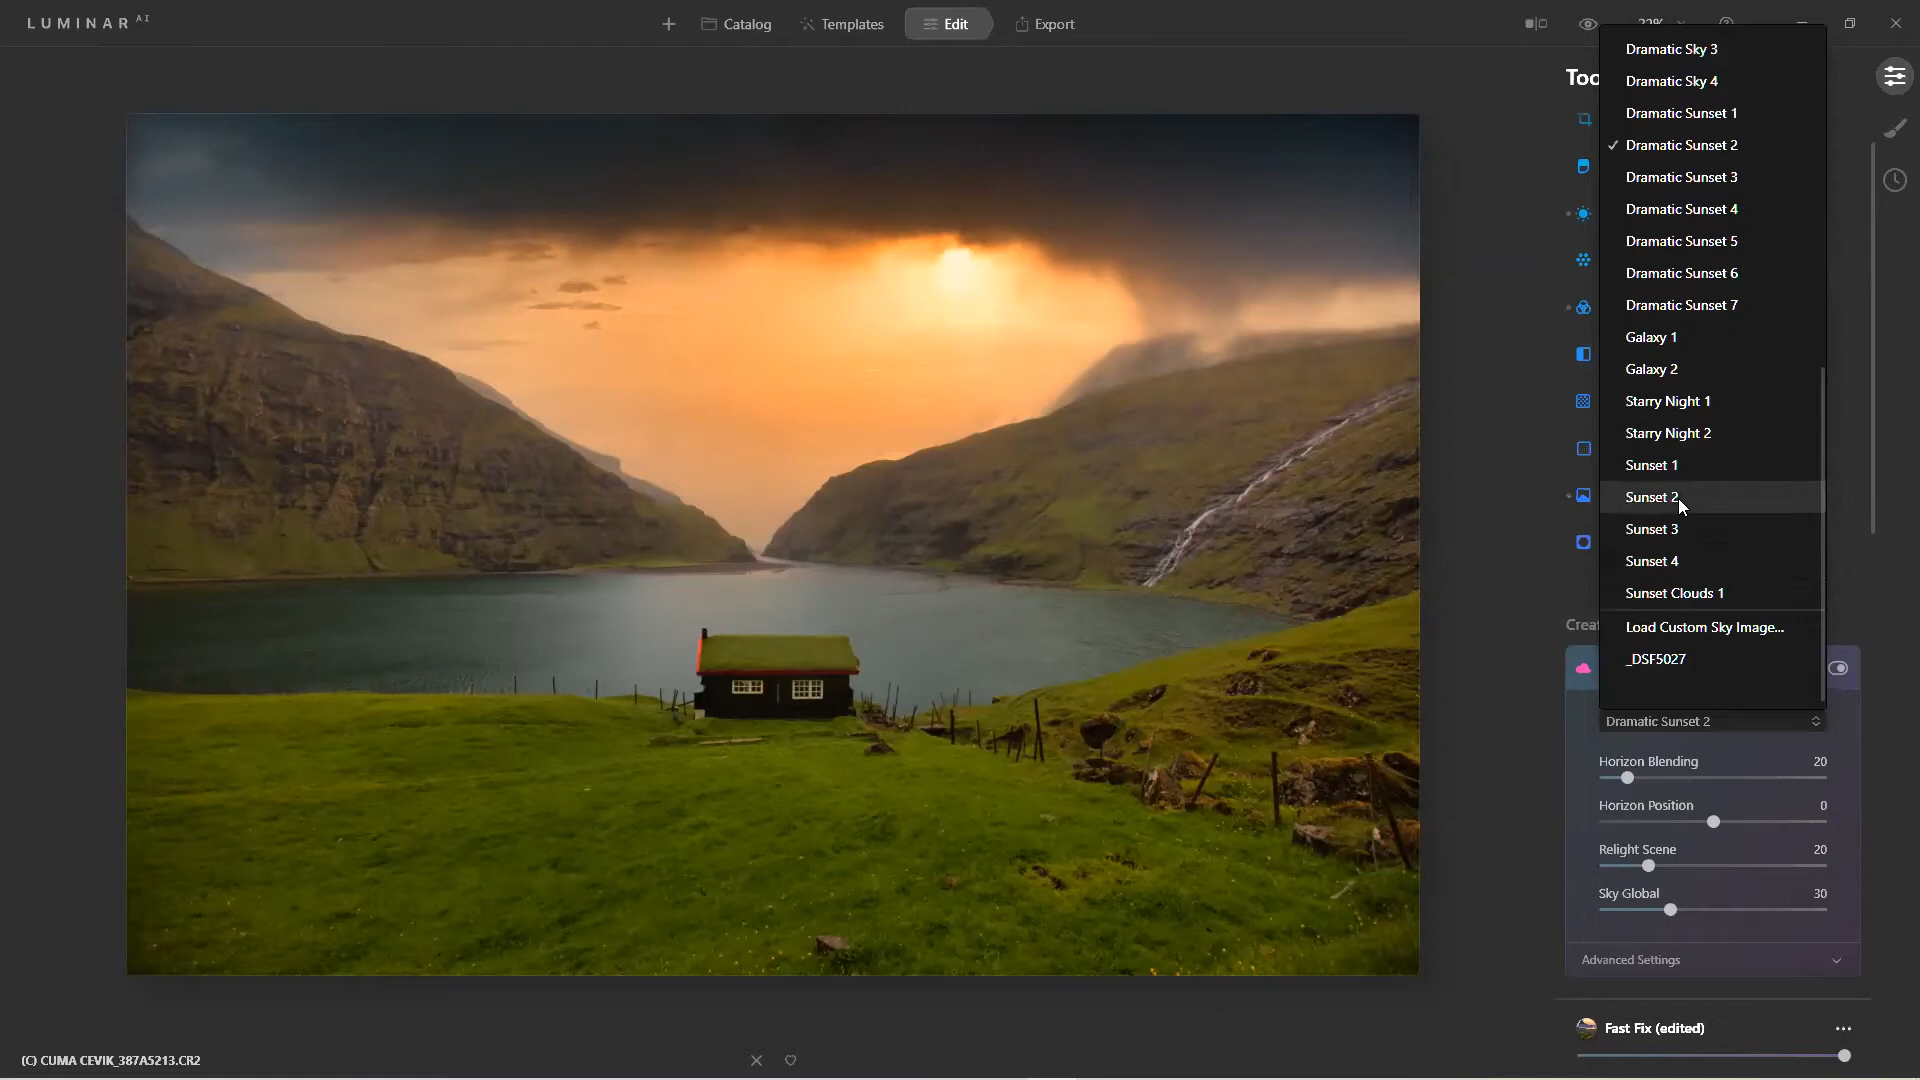 LUMINAR AI
Catalog
Templates
Edit
Export
Too
Dramatic Sky 3
Dramatic Sky 4
Dramatic Sunset 1
Dramatic Sunset 2
Dramatic Sunset 3
Dramatic Sunset 4
Dramatic Sunset 5
Dramatic Sunset 6
Dramatic Sunset 7
Galaxy 1
Galaxy 2
Starry Night 1
Starry Night 2
Sunset 1
Sunset 2
Sunset 3
Sunset 4
Sunset Clouds 1
Crea
Load Custom Sky Image...
_DSF5027
Dramatic Sunset 2
Horizon Blending 20
Horizon Position 0
Relight Scene 20
Sky Global 30
Advanced Settings
Fast Fix (edited)
(C) CUMA CEVIK_387A5213.CR2